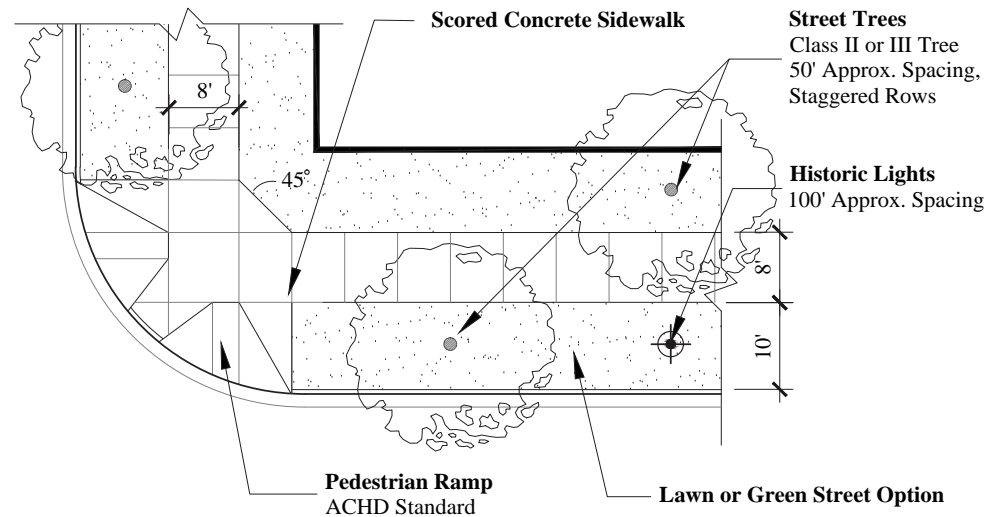 Scored Concrete Sidewalk
Street Trees
Class II or III Tree
50' Approx. Spacing,
Staggered Rows
8'
45°
Historic Lights
100' Approx. Spacing
8'
10'
Pedestrian Ramp
ACHD Standard
Lawn or Green Street Option